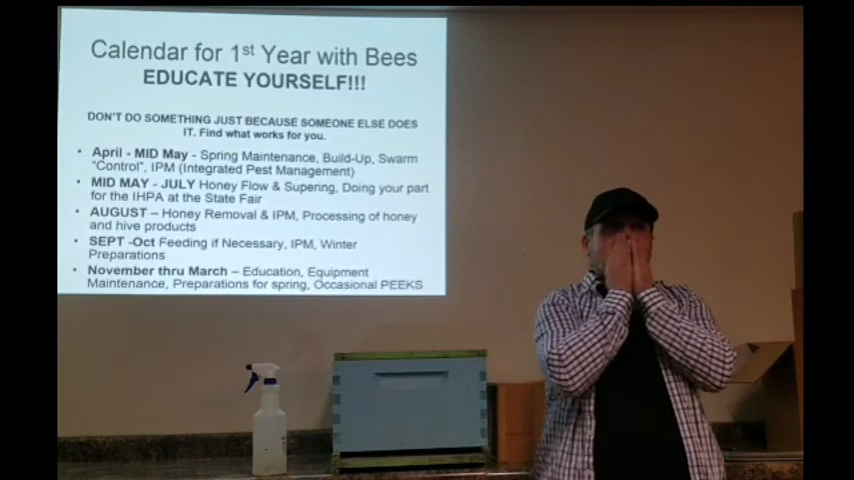 Calendar for 1st Year with Bees
EDUCATE YOURSELF!!!
DON'T DO SOMETHING JUST BECAUSE SOMEONE ELSE DOES
IT. Find what works for you.
• April - MID May - Spring Maintenance, Build-Up, Swarm
"Control", IPM (Integrated Pest Management)
• MID MAY - JULY Honey Flow & Supering, Doing your part
for the IHPA at the State Fair
• AUGUST – Honey Removal & IPM, Processing of honey
and hive products
• SEPT -Oct Feeding if Necessary, IPM, Winter
Preparations
• November thru March – Education, Equipment
Maintenance, Preparations for spring, Occasional PEEKS